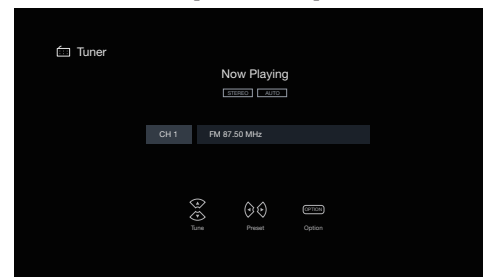 Tuner
Now Playing
STEREO AUTO
CH 1 FM 87.50 MHz
OPTION
Tune Preset Option